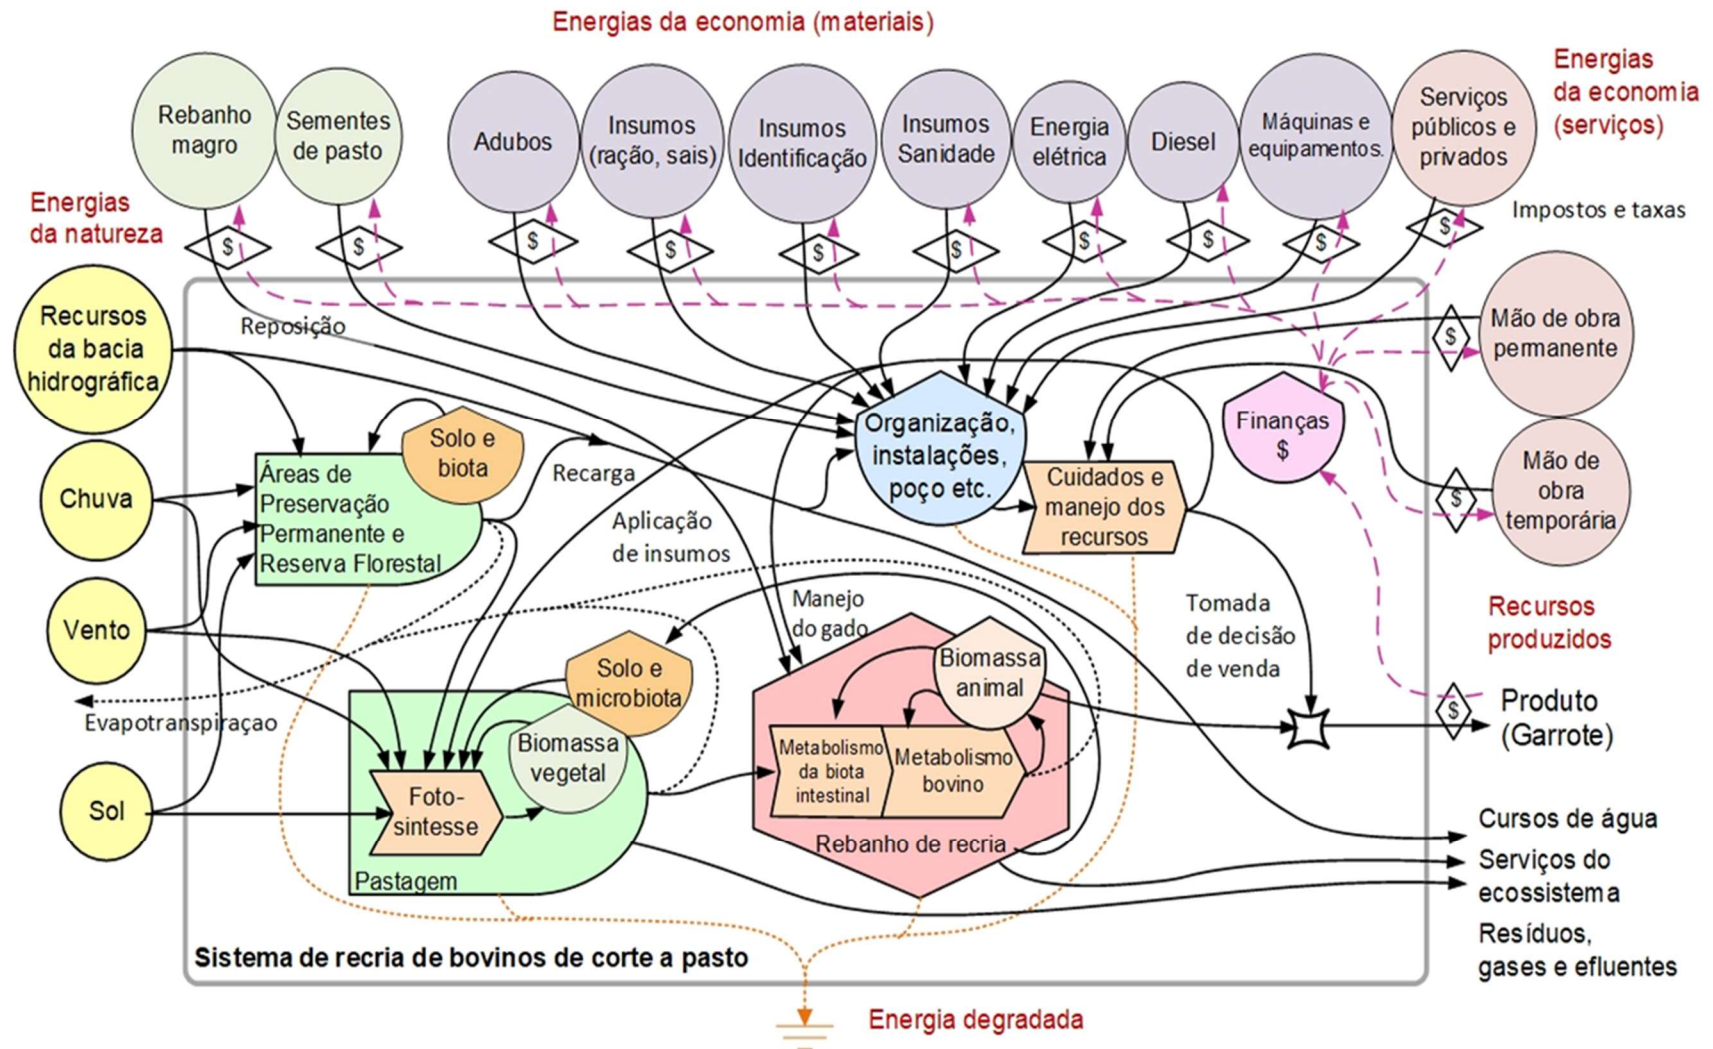 Energias da economia (materiais)
Rebanho
magro
Sementes
de pasto
Adubos
Insumos
(ração, sais)
Insumos
Identificação
Insumos
Sanidade
Energia
elétrica
Diesel
Máquinas e
equipamentos.
Serviços
públicos e
privados
Energias
da economia
(serviços)
Energias
da natureza
$
$
$
$
$
$
$
$
$
$
Impostos e taxas
Recursos
da bacia
hidrográfica
Reposição
Mão de obra
permanente
$
Organização,
instalações,
poço etc.
Finanças
$
Solo e
biota
Áreas de
Preservação
Permanente e
Reserva Florestal
Recarga
Cuidados e
manejo dos
recursos
Mão de
obra
temporária
$
Chuva
Aplicação
de insumos
Vento
Manejo
do gado
Tomada
de decisão
de venda
Recursos
produzidos
Solo e
microbiota
Biomassa
animal
Evapotranspiraçao
Biomassa
vegetal
Metabolismo
da biota
intestinal
Metabolismo
bovino
$
Produto
(Garrote)
Sol
Foto-
sintesse
Rebanho de recria
Pastagem
Cursos de água
Serviços do
ecossistema
Resíduos,
gases e efluentes
Sistema de recria de bovinos de corte a pasto
Energia degradada